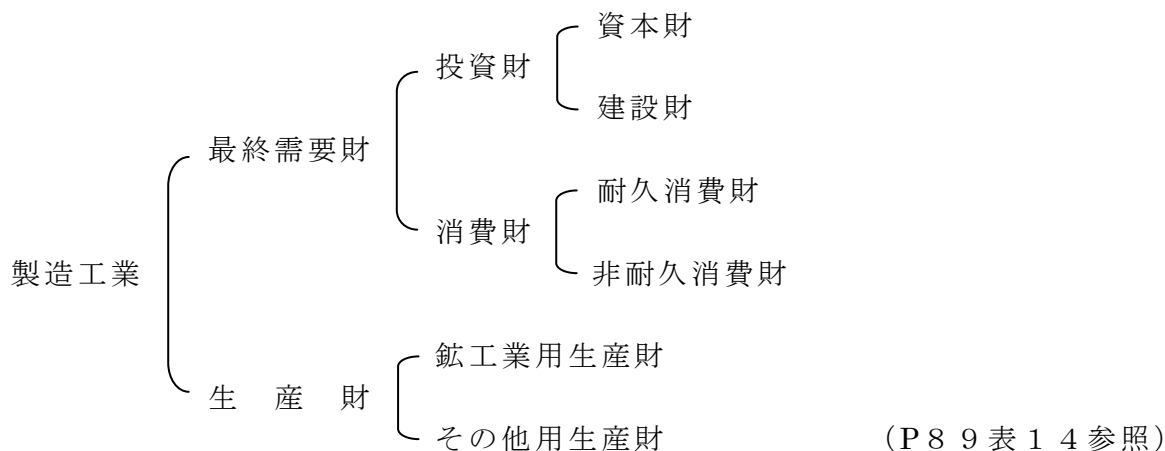 資本財
投資財
建設財
最終需要財
耐久消費財
消費財
製造工業
非耐久消費財
鉱工業用生産財
生　産　財
その他用生産財
（P８９表１４参照）